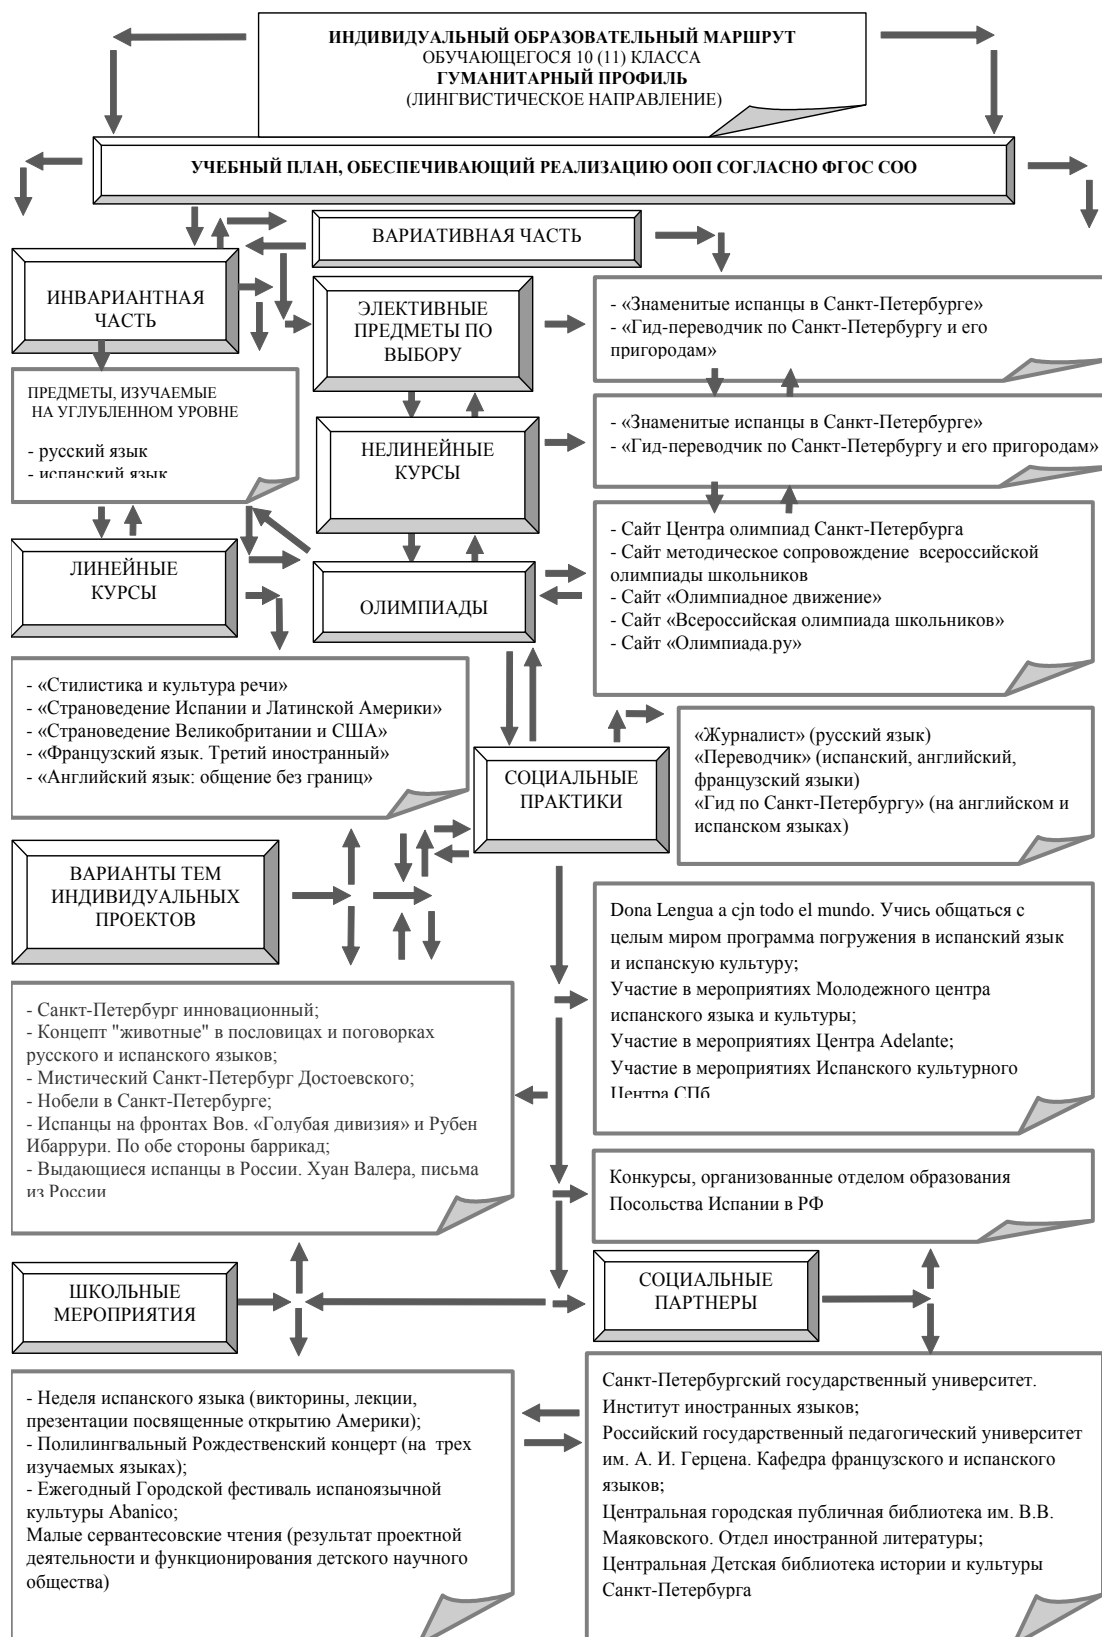 ИНДИВИДУАЛЬНЫЙ ОБРАЗОВАТЕЛЬНЫЙ МАРШРУТ
ОБУЧАЮЩЕГОСЯ 10 (11) КЛАССА
ГУМАНИТАРНЫЙ ПРОФИЛЬ
(ЛИНГВИСТИЧЕСКОЕ НАПРАВЛЕНИЕ)
УЧЕБНЫЙ ПЛАН, ОБЕСПЕЧИВАЮЩИЙ РЕАЛИЗАЦИЮ ООП СОГЛАСНО ФГОС СОО
ВАРИАТИВНАЯ ЧАСТЬ
ИНВАРИАНТНАЯ
ЧАСТЬ
ЭЛЕКТИВНЫЕ
ПРЕДМЕТЫ ПО
ВЫБОРУ
- «Знаменитые испанцы в Санкт-Петербурге»
- «Гид-переводчик по Санкт-Петербургу и его
пригородам»
ПРЕДМЕТЫ, ИЗУЧАЕМЫЕ
НА УГЛУБЛЕННОМ УРОВНЕ
- русский язык
- испанский язык
НЕЛИНЕЙНЫЕ
КУРСЫ
- «Знаменитые испанцы в Санкт-Петербурге»
- «Гид-переводчик по Санкт-Петербургу и его пригородам»
ЛИНЕЙНЫЕ
КУРСЫ
ОЛИМПИАДЫ
- Сайт Центра олимпиад Санкт-Петербурга
- Сайт методическое сопровождение всероссийской
олимпиады школьников
- Сайт «Олимпиадное движение»
- Сайт «Всероссийская олимпиада школьников»
- Сайт «Олимпиада.ру»
- «Стилистика и культура речи»
- «Страноведение Испании и Латинской Америки»
- «Страноведение Великобритании и США»
- «Французский язык. Третий иностранный»
- «Английский язык: общение без границ»
СОЦИАЛЬНЫЕ
ПРАКТИКИ
«Журналист» (русский язык)
«Переводчик» (испанский, английский,
французский языки)
«Гид по Санкт-Петербургу» (на английском и
испанском языках)
ВАРИАНТЫ ТЕМ
ИНДИВИДУАЛЬНЫХ
ПРОЕКТОВ
Dona Lengua a cjn todo el mundo. Учись общаться с
целым миром программа погружения в испанский язык
и испанскую культуру;
Участие в мероприятиях Молодежного центра
испанского языка и культуры;
Участие в мероприятиях Центра Adelante;
Участие в мероприятиях Испанского культурного
Центра СПб
- Санкт-Петербург инновационный;
- Концепт "животные" в пословицах и поговорках
русского и испанского языков;
- Мистический Санкт-Петербург Достоевского;
- Нобели в Санкт-Петербурге;
- Испанцы на фронтах Вов. «Голубая дивизия» и Рубен
Ибаррури. По обе стороны баррикад;
- Выдающиеся испанцы в России. Хуан Валера, письма
из России
Конкурсы, организованные отделом образования
Посольства Испании в РФ
ШКОЛЬНЫЕ
МЕРОПРИЯТИЯ
СОЦИАЛЬНЫЕ
ПАРТНЕРЫ
- Неделя испанского языка (викторины, лекции,
презентации посвященные открытию Америки);
- Полилингвальный Рождественский концерт (на трех
изучаемых языках);
- Ежегодный Городской фестиваль испаноязычной
культуры Abanico;
Малые сервантесовские чтения (результат проектной
деятельности и функционирования детского научного
общества)
Санкт-Петербургский государственный университет.
Институт иностранных языков;
Российский государственный педагогический университет
им. А. И. Герцена. Кафедра французского и испанского
языков;
Центральная городская публичная библиотека им. В.В.
Маяковского. Отдел иностранной литературы;
Центральная Детская библиотека истории и культуры
Санкт-Петербурга